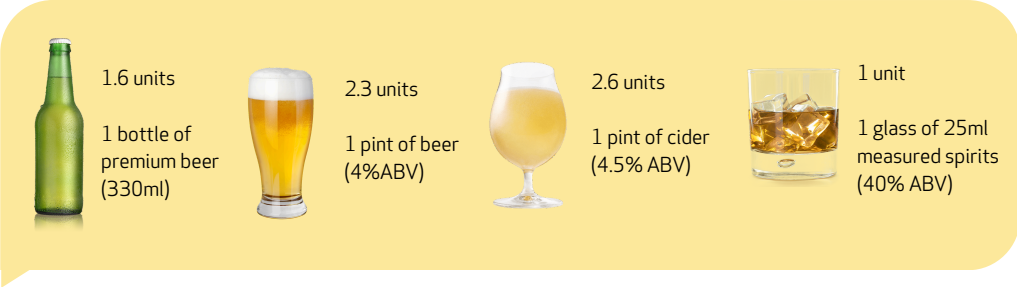 1.6 units
1 bottle of
premium beer
(330ml)
2.3 units
1 pint of beer
(4%ABV)
2.6 units
1 pint of cider
(4.5% ABV)
1 unit
1 glass of 25ml
measured spirits
(40% ABV)